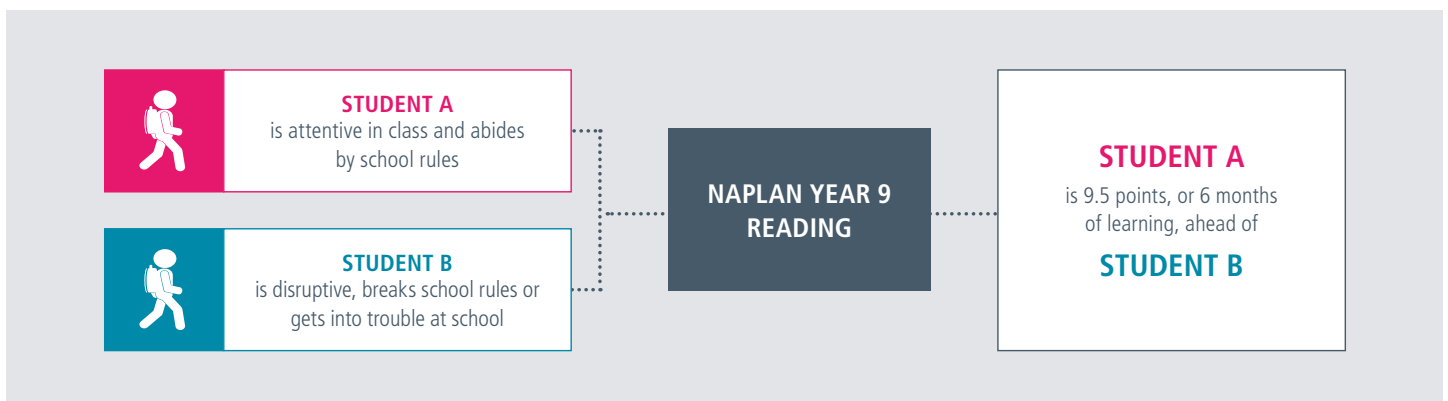 STUDENT A
is attentive in class and abides
by school rules
STUDENT B
is disruptive, breaks school rules or
gets into trouble at school
NAPLAN YEAR 9
READING
STUDENT A
is 9.5 points, or 6 months
of learning, ahead of
STUDENT B